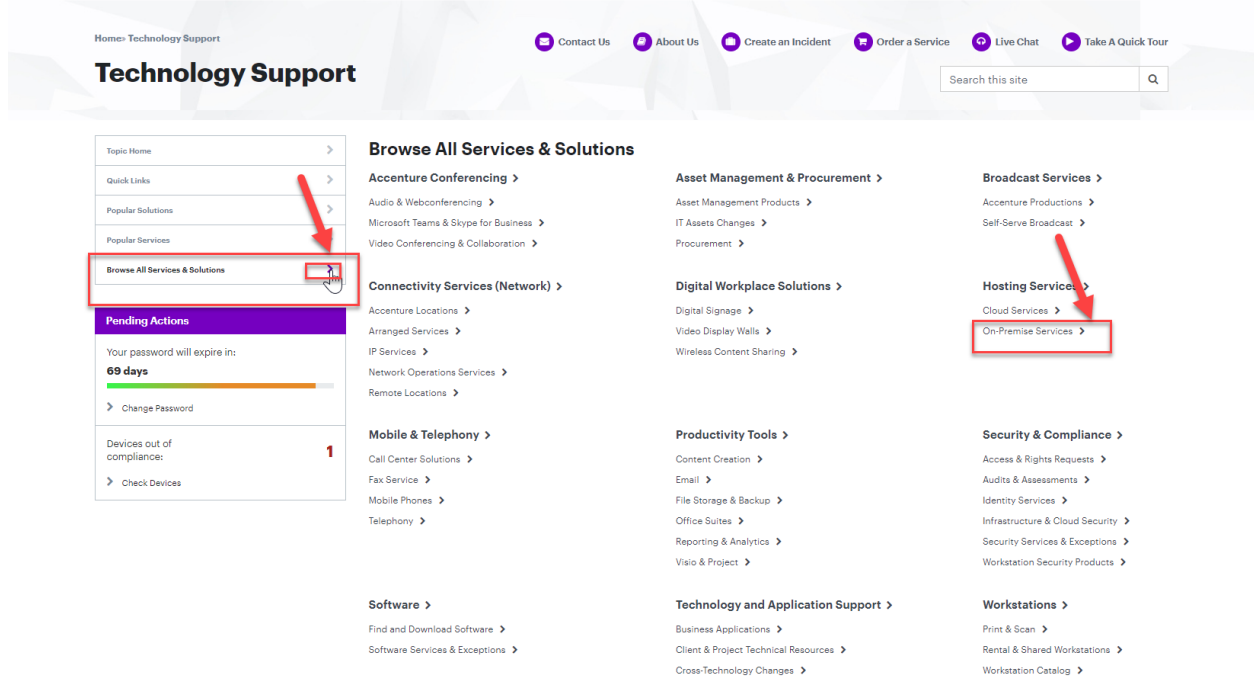 Home» Technology Support
Contact Us
About Us
Create an Incident
Order a Service
Live Chat
Take A Quick Tour
Technology Support
Search this site
Topic Home
Quick Links
Popular Solutions
Popular Services
Browse All Services & Solutions
Pending Actions
Your password will expire in:
69 days
Change Password
Devices out of
compliance:
1
Check Devices
Browse All Services & Solutions
Accenture Conferencing
Audio & Webconferencing
Microsoft Teams & Skype for Business
Video Conferencing & Collaboration
Asset Management & Procurement
Asset Management Products
IT Assets Changes
Procurement
Broadcast Services
Accenture Productions
Self-Serve Broadcast
Connectivity Services (Network)
Accenture Locations
Arranged Services
IP Services
Network Operations Services
Remote Locations
Digital Workplace Solutions
Digital Signage
Video Display Walls
Wireless Content Sharing
Hosting Services
Cloud Services
On-Premise Services
Mobile & Telephony
Call Center Solutions
Fax Service
Mobile Phones
Telephony
Productivity Tools
Content Creation
Email
File Storage & Backup
Office Suites
Reporting & Analytics
Visio & Project
Security & Compliance
Access & Rights Requests
Audits & Assessments
Identity Services
Infrastructure & Cloud Security
Security Services & Exceptions
Workstation Security Products
Software
Find and Download Software
Software Services & Exceptions
Technology and Application Support
Business Applications
Client & Project Technical Resources
Cross-Technology Changes
Workstations
Print & Scan
Rental & Shared Workstations
Workstation Catalog